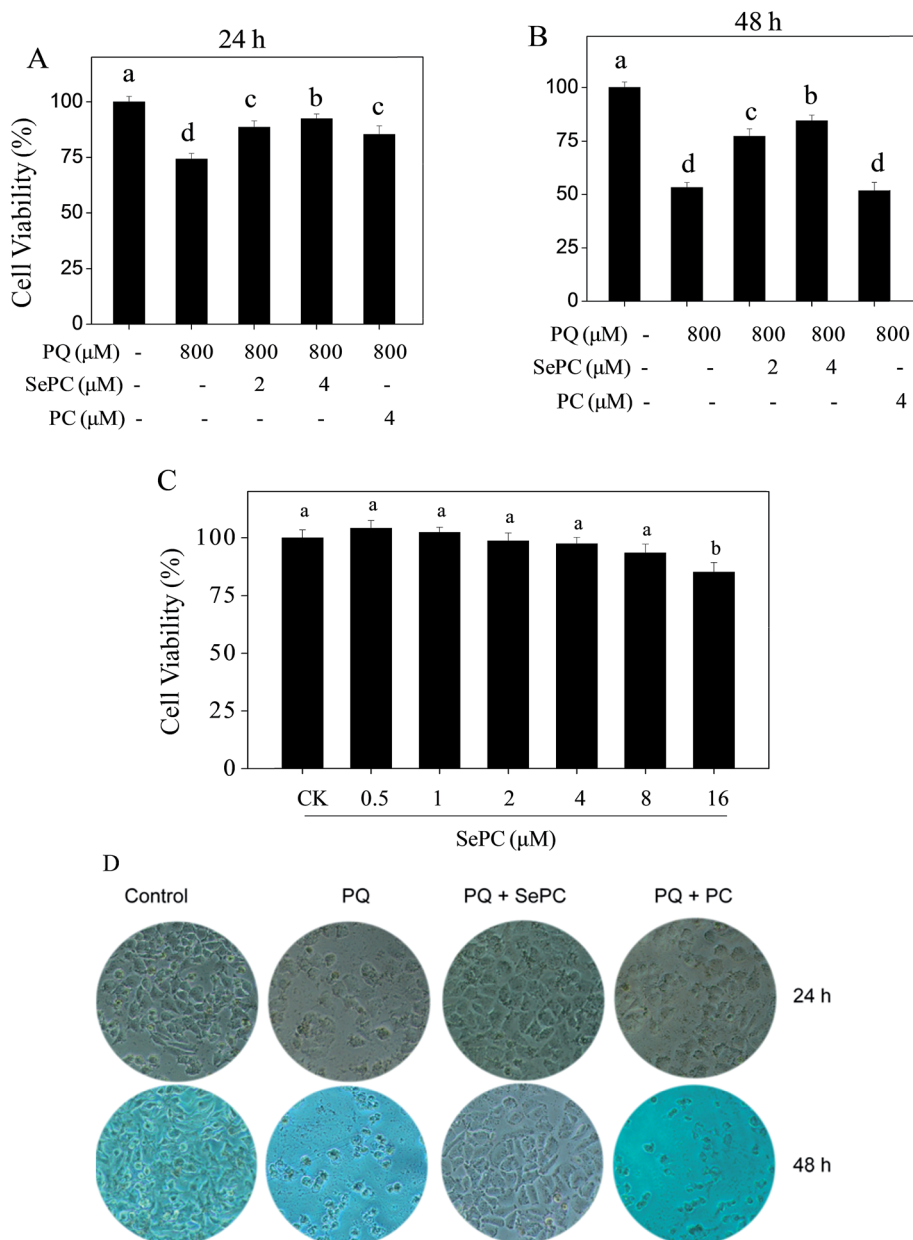 A
24 h
Cell Viability (%)
100
75
50
25
0
a
d
c
b
c
PQ (μM) - 800 800 800 800
SePC (μM) - - 2 4 -
PC (μM) - - - - 4
B
48 h
100
75
50
25
0
a
d
c
b
d
PQ (μM) - 800 800 800 800
SePC (μM) - - 2 4 -
PC (μM) - - - - 4
C
Cell Viability (%)
100
75
50
25
0
a a a a a a b
CK 0.5 1 2 4 8 16
SePC (μM)
D
Control PQ PQ + SePC PQ + PC
24 h
48 h